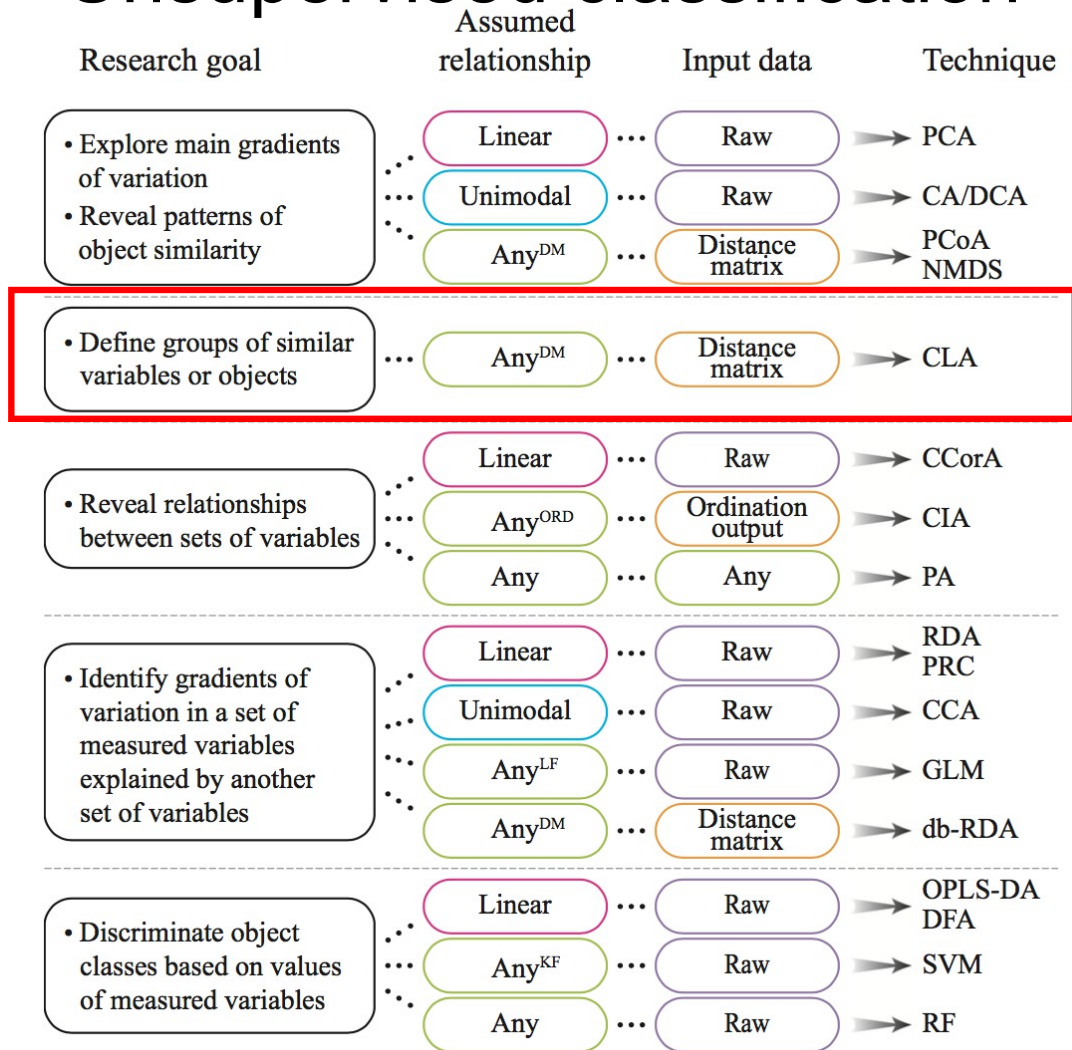 Unsupervised classification
Research goal
Assumed
relationship
Input data
Technique
• Explore main gradients
of variation
• Reveal patterns of
object similarity
Linear ••• Raw PCA
Unimodal ••• Raw CA/DCA
AnyDM ••• Distance
matrix
PCoA
NMDS
• Define groups of similar
variables or objects
AnyDM ••• Distance
matrix
CLA
• Reveal relationships
between sets of variables
Linear ••• Raw CCorA
AnyORD ••• Ordination
output
CIA
Any ••• Any PA
• Identify gradients of
variation in a set of
measured variables
explained by another
set of variables
Linear ••• Raw RDA
PRC
Unimodal ••• Raw CCA
AnyLF ••• Raw GLM
AnyDM ••• Distance
matrix
db-RDA
• Discriminate object
classes based on values
of measured variables
Linear ••• Raw OPLS-DA
DFA
AnyKF ••• Raw SVM
Any ••• Raw RF